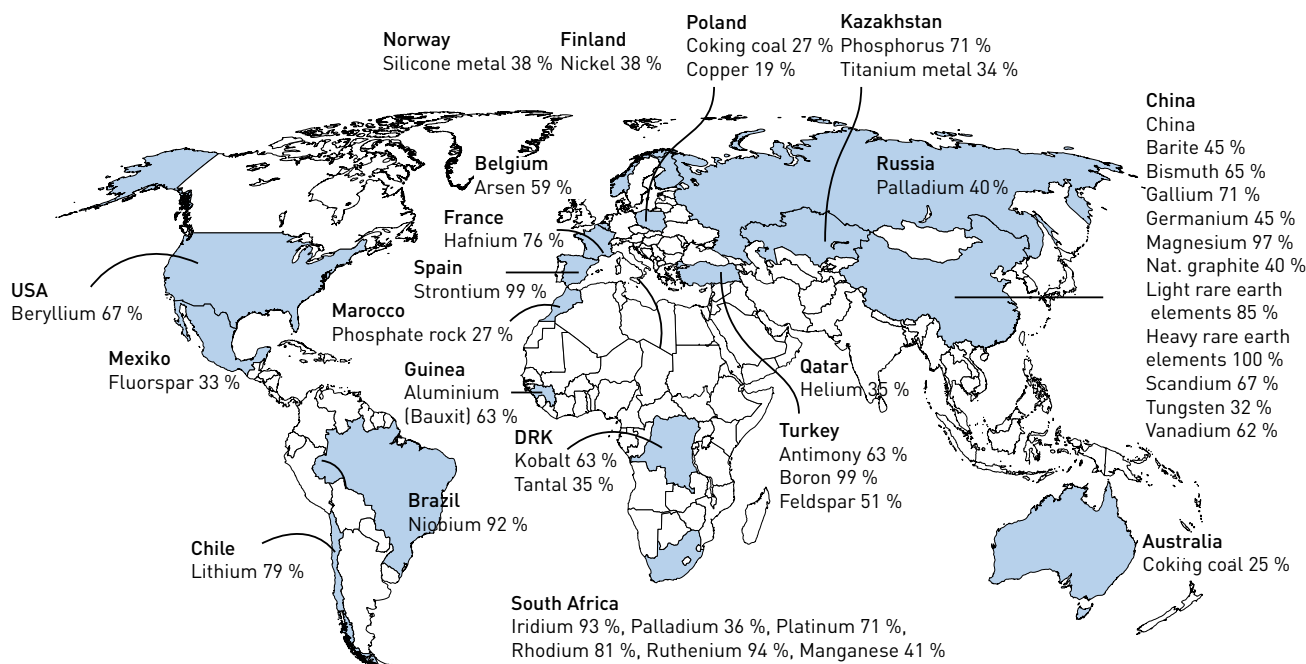 Norway
Silicone metal 38 %
Finland
Nickel 38 %
Poland
Coking coal 27 %
Copper 19 %
Kazakhstan
Phosphorus 71 %
Titanium metal 34 %
China
China
Barite 45 %
Bismuth 65 %
Gallium 71 %
Germanium 45 %
Magnesium 97 %
Nat. graphite 40 %
Light rare earth
elements 85 %
Heavy rare earth
elements 100 %
Scandium 67 %
Tungsten 32 %
Vanadium 62 %
Belgium
Arsen 59 %
Russia
Palladium 40 %
France
Hafnium 76 %
Spain
Strontium 99 %
USA
Beryllium 67 %
Marocco
Phosphate rock 27 %
Mexiko
Fluorspar 33 %
Guinea
Aluminium
(Bauxit) 63 %
Qatar
Helium 35 %
DRK
Kobalt 63 %
Tantal 35 %
Turkey
Antimony 63 %
Boron 99 %
Feldspar 51 %
Brazil
Niobium 92 %
Chile
Lithium 79 %
Australia
Coking coal 25 %
South Africa
Iridium 93 %, Palladium 36 %, Platinum 71 %,
Rhodium 81 %, Ruthenium 94 %, Manganese 41 %